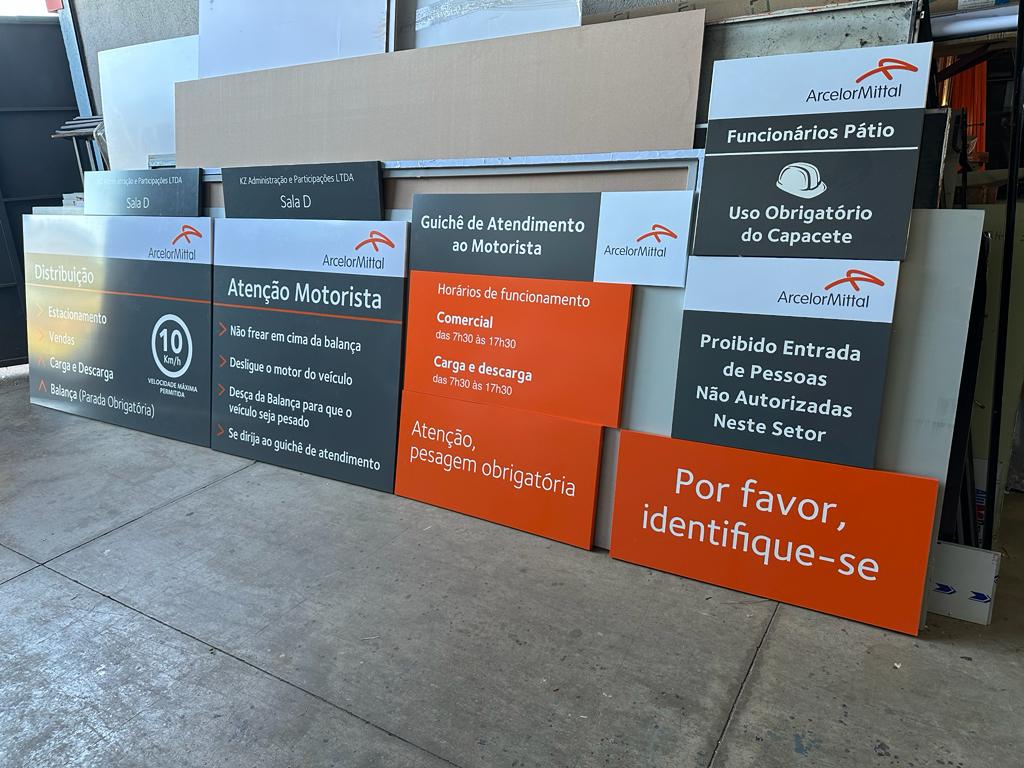 KZ Administração e Participações LTDA
Sala D
KZ Administração e Participações LTDA
Sala D
ArcelorMittal
Distribuição
Estacionamento
Vendas
Carga e Descarga
Balança (Parada Obrigatória)
10
Km/h
VELOCIDADE MÁXIMA
PERMITIDA
ArcelorMittal
Atenção Motorista
Não frear em cima da balança
Desligue o motor do veículo
Desça da Balança para que o
veículo seja pesado
Se dirija ao guichê de atendimento
Guichê de Atendimento
ao Motorista
ArcelorMittal
Horários de funcionamento
Comercial
das 7h30 às 17h30
Carga e descarga
das 7h30 às 17h30
Atenção,
pesagem obrigatória
ArcelorMittal
Funcionários Pátio
Uso Obrigatório
do Capacete
ArcelorMittal
Proibido Entrada
de Pessoas
Não Autorizadas
Neste Setor
Por favor,
identifique-se